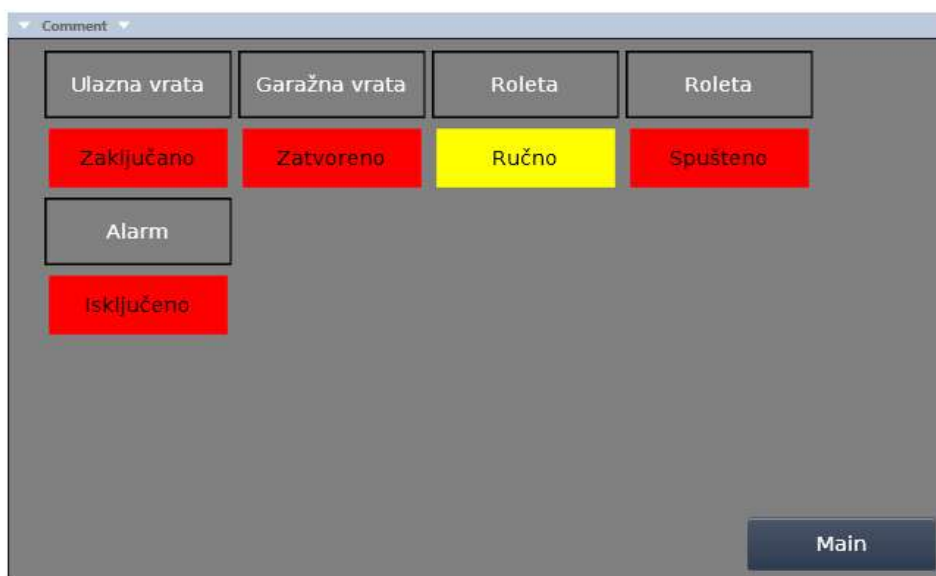 Comment
Ulazna vrata Garažna vrata Roleta Roleta
Zaključano Zatvoreno Ručno Spušteno
Alarm
Isključeno
Main